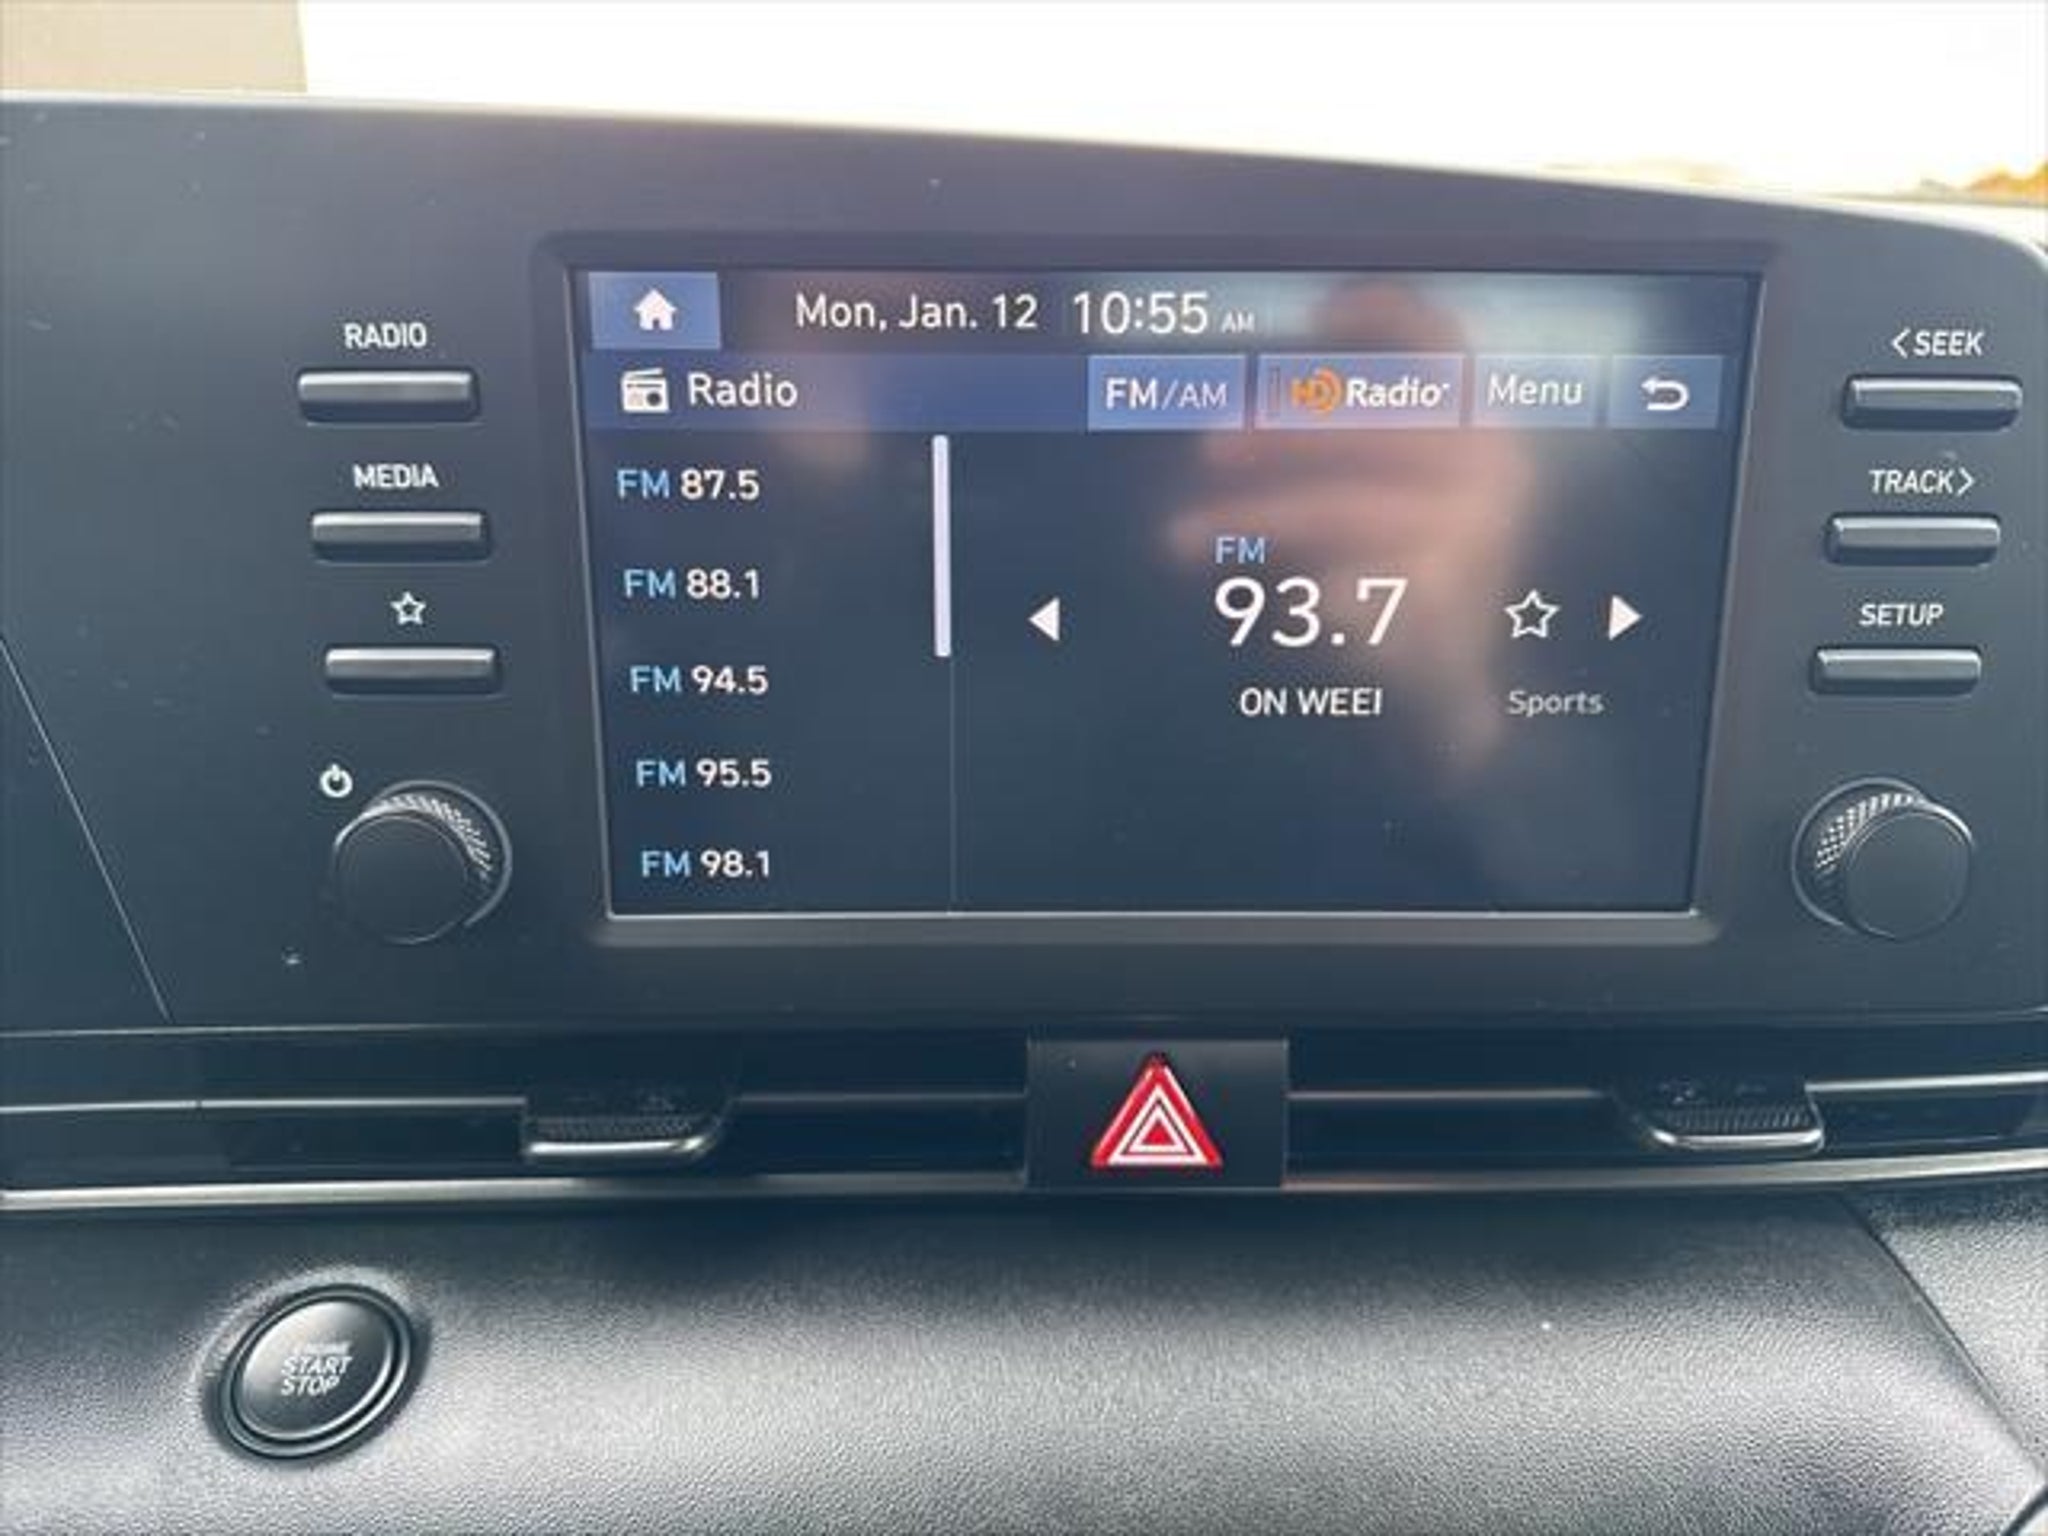 RADIO
MEDIA
Mon, Jan. 12 10:55 AM
Radio
FM/AM
HD Radio
Menu
FM 87.5
FM 88.1
FM 94.5
FM 95.5
FM 98.1
FM
93.7
ON WEEI
Sports
<SEEK
TRACK>
SETUP
START
STOP